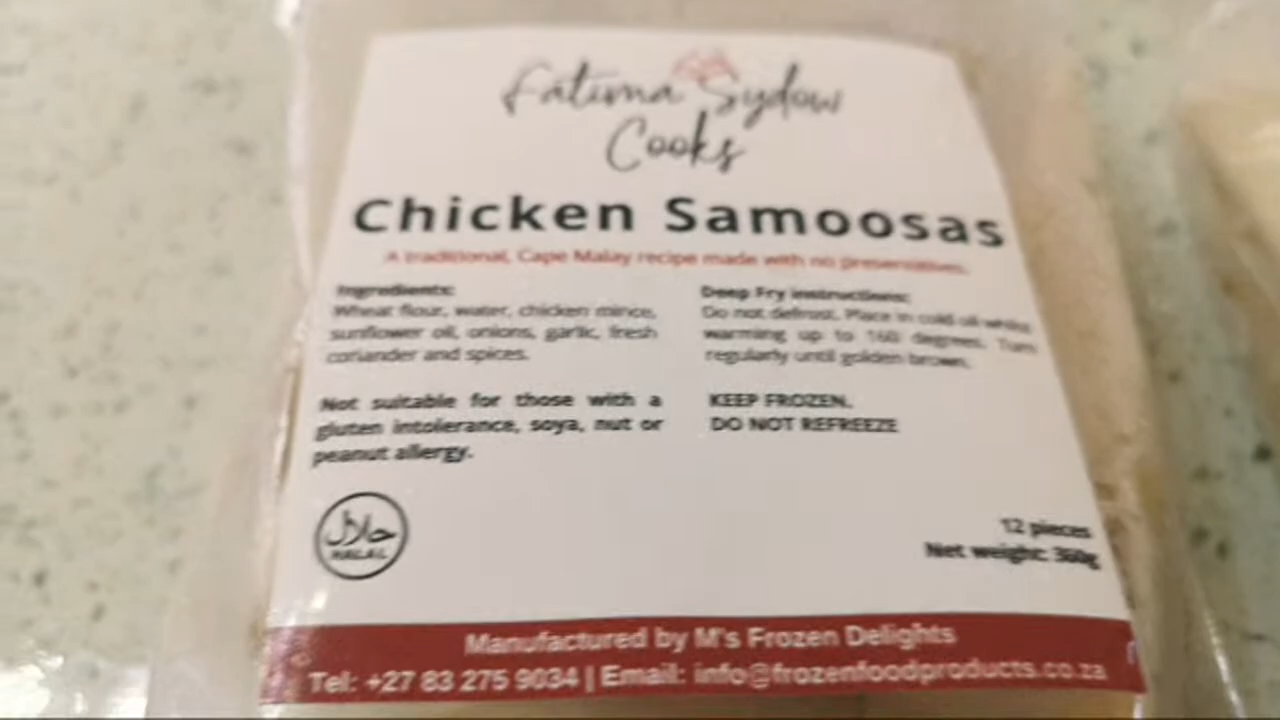 Fatima Sydow
Cooks
Chicken Samoosas
A traditional, Cape Malay recipe made with no preservatives.
Ingredients:
Wheat flour, water, chicken mince,
sunflower oil, onions, garlic, fresh
coriander and spices.
Not suitable for those with a
gluten intolerance, soya, nut or
peanut allergy.
Deep Fry instructions:
Do not defrost. Place in cold oil whilst
warming up to 160 degrees. Turn
regularly until golden brown.
KEEP FROZEN.
DO NOT REFREEZE
حلال
HALAL
12 pieces
Net weight: 360g
Manufactured by M's Frozen Delights
Tel: +27 83 275 9034 | Email: info@frozenfoodproducts.co.za